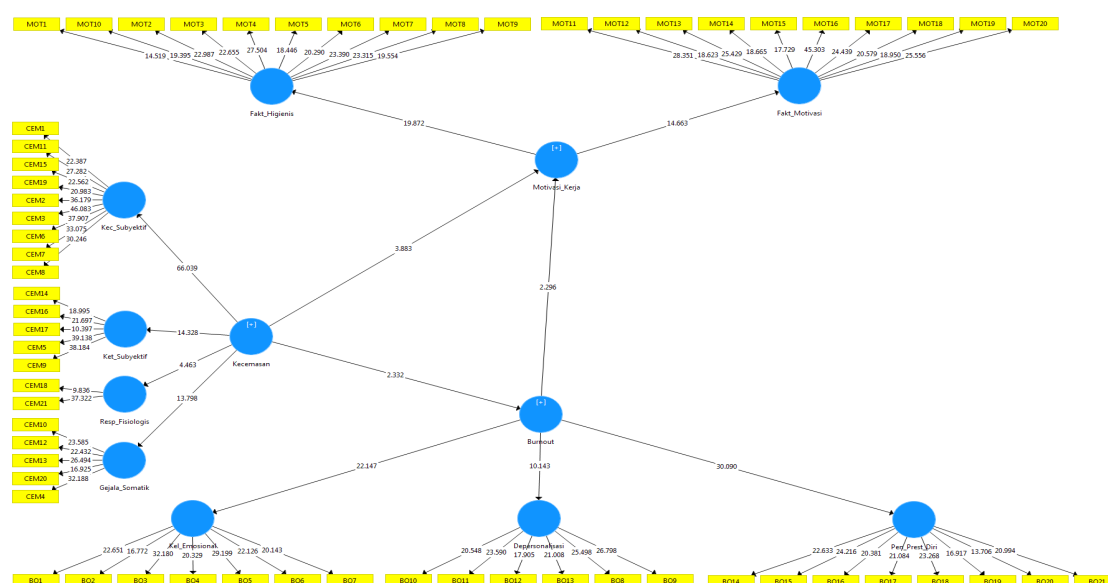 MOT1 MOT10 MOT2 MOT3 MOT4 MOT5 MOT6 MOT7 MOT8 MOT9 MOT11 MOT12 MOT13 MOT14 MOT15 MOT16 MOT17 MOT18 MOT19 MOT20
14.519 19.395 22.987 22.655 27.504 18.446 20.290 23.390 23.315 19.554
28.351 18.623 25.429 18.665 17.729 45.303 24.439 20.579 18.950 25.556
Fakt_Higienis
Fakt_Motivasi
19.872
14.663
[+]
Motivasi_Kerja
CEM1
CEM11
CEM15
CEM19
CEM2
CEM3
CEM6
CEM7
CEM8
22.387
27.282
22.562
20.983
36.179
46.083
37.907
33.075
30.246
Kec_Subyektif
66.039
3.883
2.296
CEM14
CEM16
CEM17
CEM5
CEM9
18.995
21.697
10.397
39.138
38.184
Ket_Subyektif
14.328
[+]
Kecemasan
4.463
2.332
13.798
CEM18
CEM21
9.836
37.322
Resp_Fisiologis
CEM10
CEM12
CEM13
CEM20
CEM4
23.585
22.432
26.494
16.925
32.188
Gejala_Somatik
[+]
Burnout
22.147
10.143
30.090
Kel_Emosional
Depersonalisasi
Pen_Prest_Diri
22.651 16.772 32.180 20.329 29.199 22.126 20.143
20.548 23.590 17.905 21.008 25.498 26.798
22.633 24.216 20.381 21.084 23.268 16.917 13.706 20.994
BO1 BO2 BO3 BO4 BO5 BO6 BO7 BO10 BO11 BO12 BO13 BO8 BO9 BO14 BO15 BO16 BO17 BO18 BO19 BO20 BO21